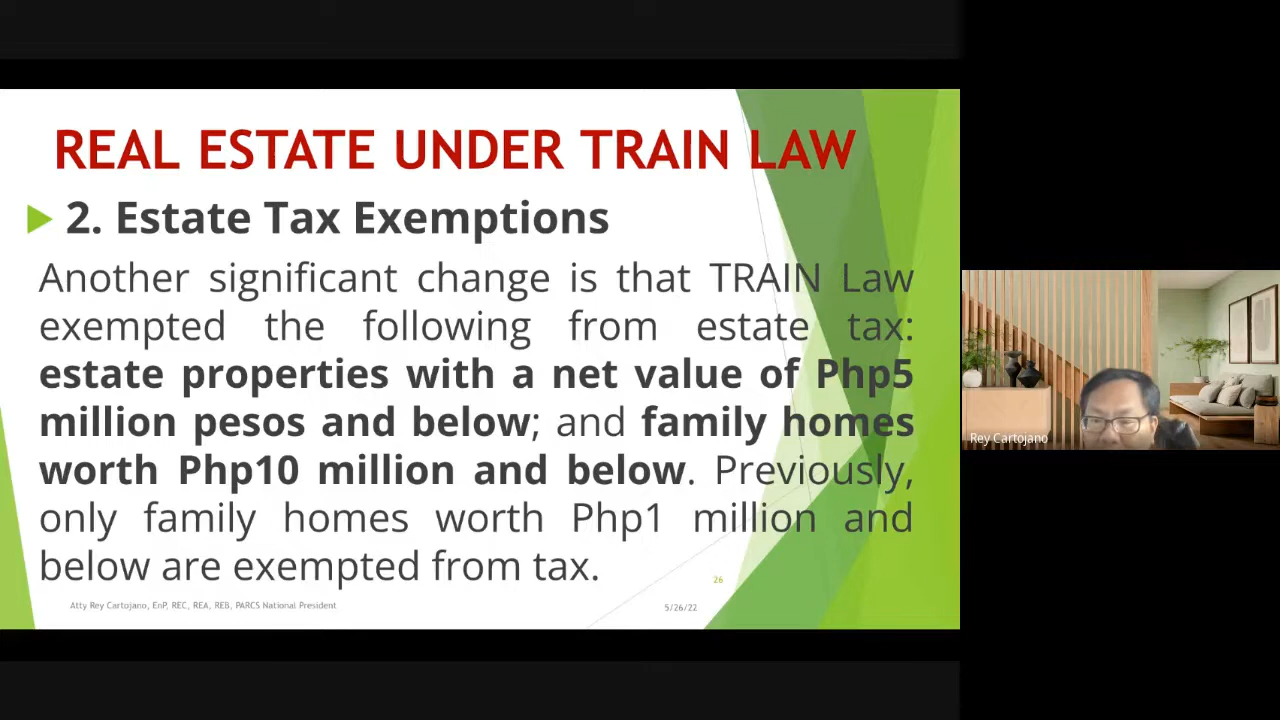 REAL ESTATE UNDER TRAIN LAW
2. Estate Tax Exemptions
Another significant change is that TRAIN Law
exempted the following from estate tax:
estate properties with a net value of Php5
million pesos and below; and family homes
worth Php10 million and below. Previously,
only family homes worth Php1 million and
below are exempted from tax.
26
Atty Rey Cartojano, EnP, REC, REA, REB, PARCS National President
5/26/22
Rey Cartojano